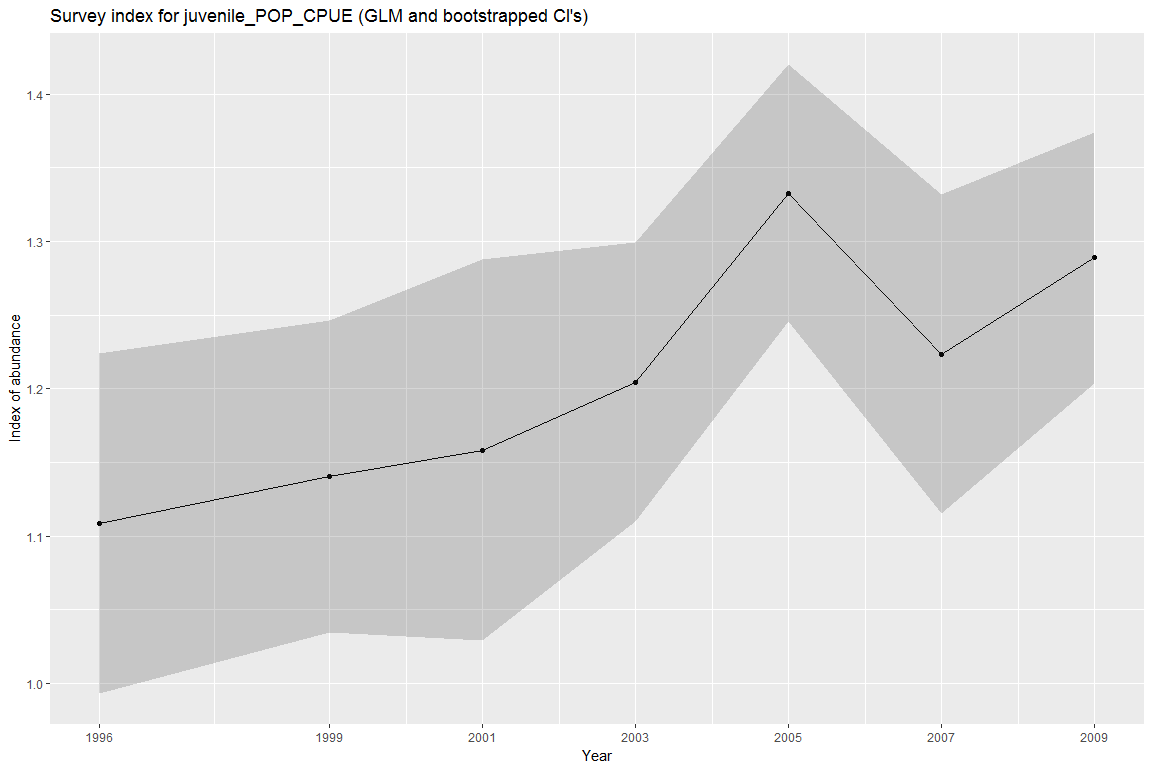 Survey index for juvenile_POP_CPUE (GLM and bootstrapped CI's)
1.4
1.3
1.2
1.1
1.0
Index of abundance
1996 1999 2001 2003 2005 2007 2009
Year